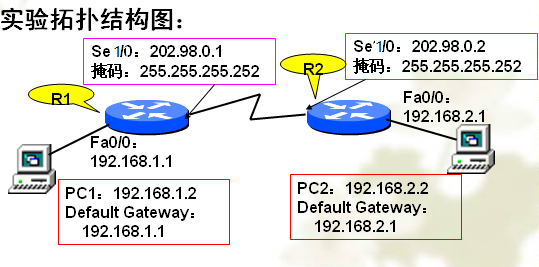 实验拓扑结构图：
Se 1/0：202.98.0.1
掩码：255.255.255.252
Se 1/0：202.98.0.2
掩码：255.255.255.252
R1
R2
Fa0/0：
192.168.1.1
Fa0/0：
192.168.2.1
PC1：192.168.1.2
Default Gateway：
192.168.1.1
PC2：192.168.2.2
Default Gateway：
192.168.2.1